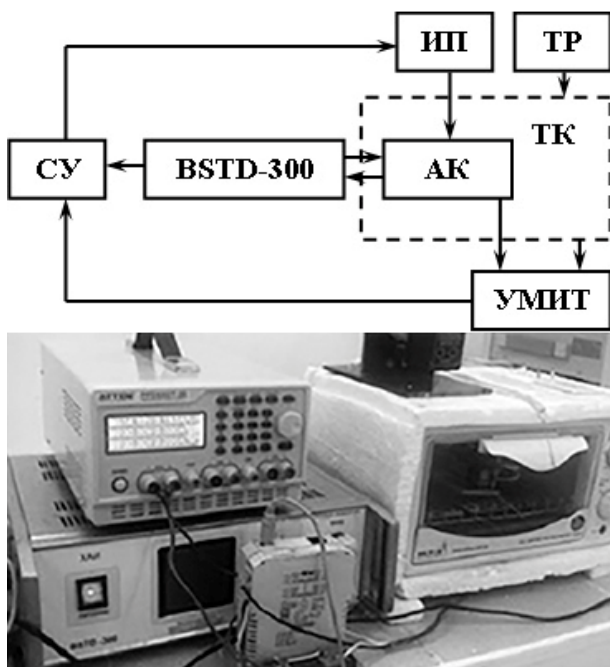 ИП
ТР
ТК
СУ
BSTD-300
АК
УМИТ
ATTEN
BSTD-300